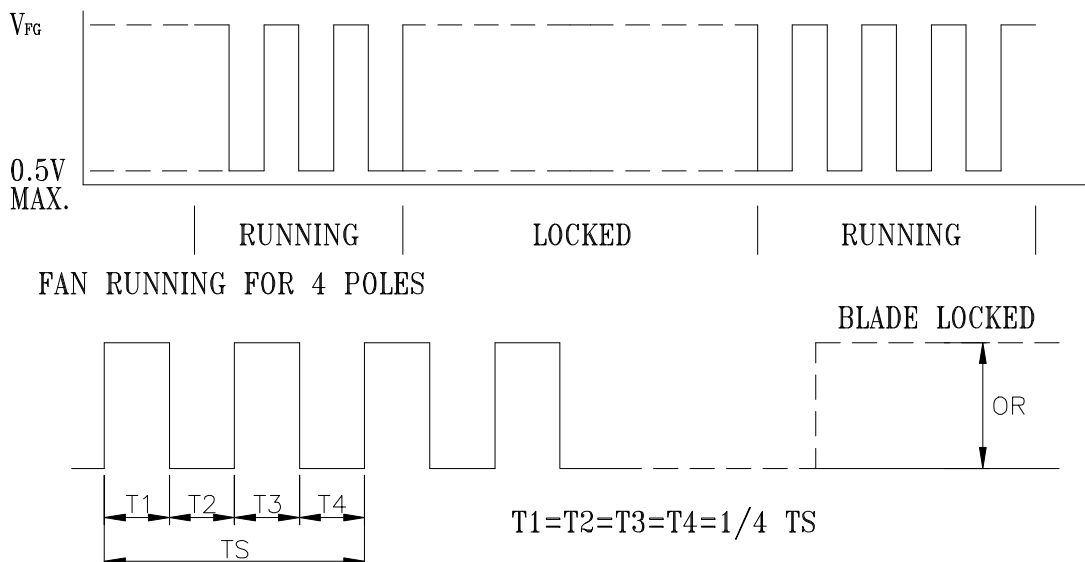 VFG
0.5V
MAX.
RUNNING
LOCKED
RUNNING
FAN RUNNING FOR 4 POLES
BLADE LOCKED
OR
T1
T2
T3
T4
T1=T2=T3=T4=1/4 TS
TS